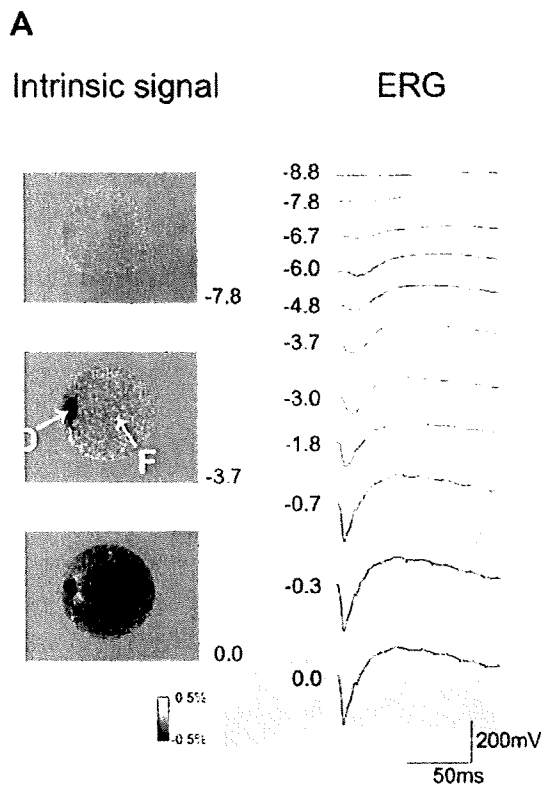 A
Intrinsic signal
ERG
-7.8
D
F
-3.7
0.0
0.5%
-0.5%
-8.8
-7.8
-6.7
-6.0
-4.8
-3.7
-3.0
-1.8
-0.7
-0.3
0.0
200mV
50ms